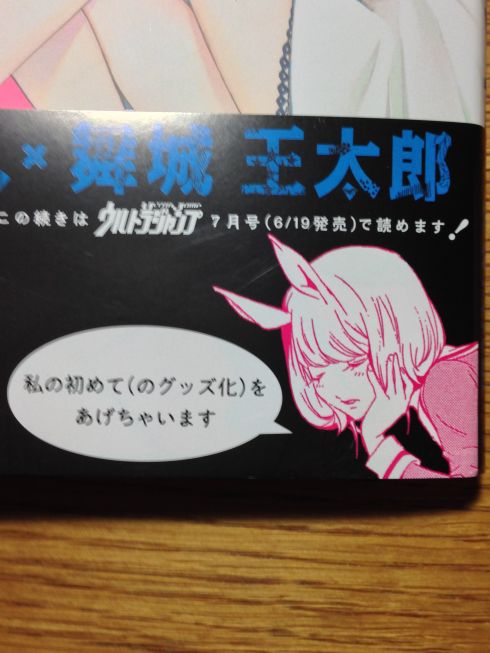 ×舞城王太郎
この続きはウルトラジャンプ7月号(6/19発売)で読めます!
私の初めて(のグッズ化)を
あげちゃいます